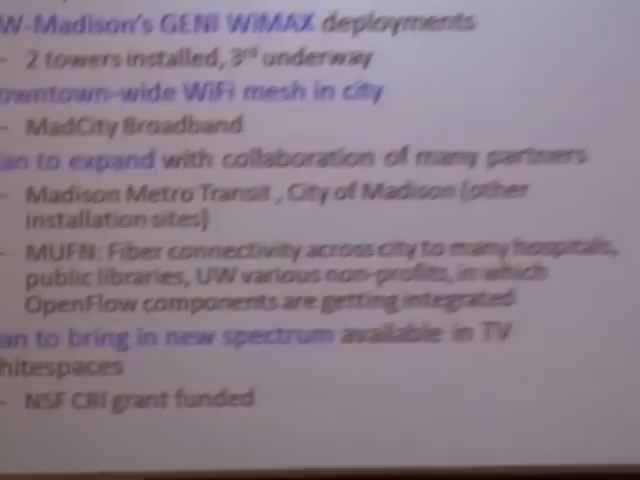 W-Madison's GENI WiMAX deployments
- 2 towers installed, 3rd underway
owntown-wide WiFi mesh in city
- MadCity Broadband
an to expand with collaboration of many partners
- Madison Metro Transit , City of Madison (other
installation sites)
- MUFN: Fiber connectivity across city to many hospitals,
public libraries, UW various non-profits, in which
OpenFlow components are getting integrated
an to bring in new spectrum available in TV
hitespaces
- NSF CRI grant funded